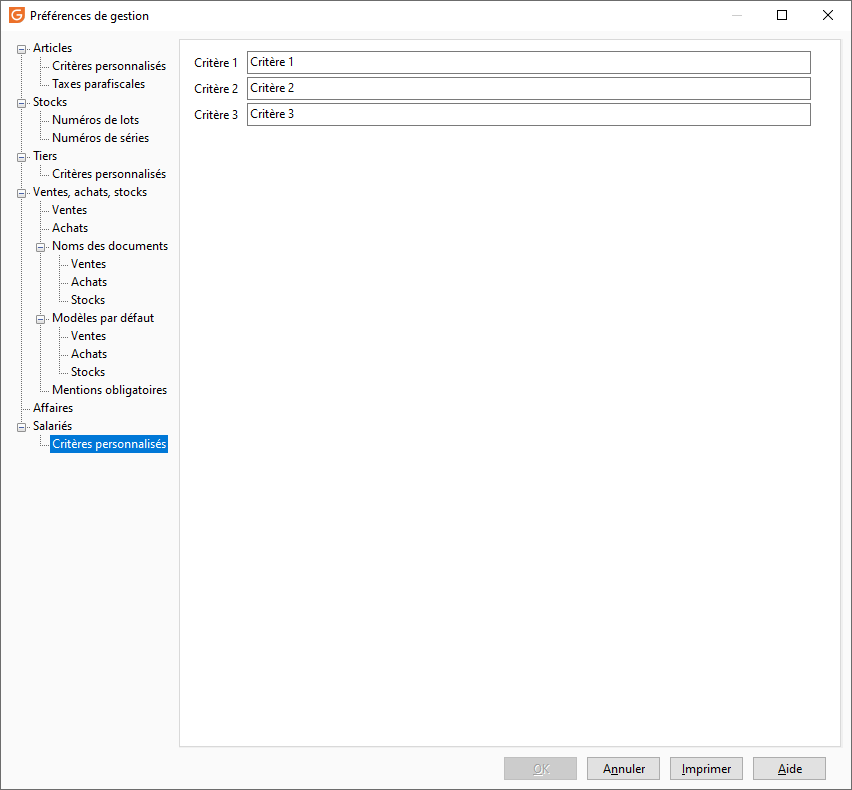 Préférences de gestion
Articles
Critères personnalisés
Taxes parafiscales
Stocks
Numéros de lots
Numéros de séries
Tiers
Critères personnalisés
Ventes, achats, stocks
Ventes
Achats
Noms des documents
Ventes
Achats
Stocks
Modèles par défaut
Ventes
Achats
Stocks
Mentions obligatoires
Affaires
Salariés
Critères personnalisés
Critère 1 Critère 1
Critère 2 Critère 2
Critère 3 Critère 3
OK Annuler Imprimer Aide